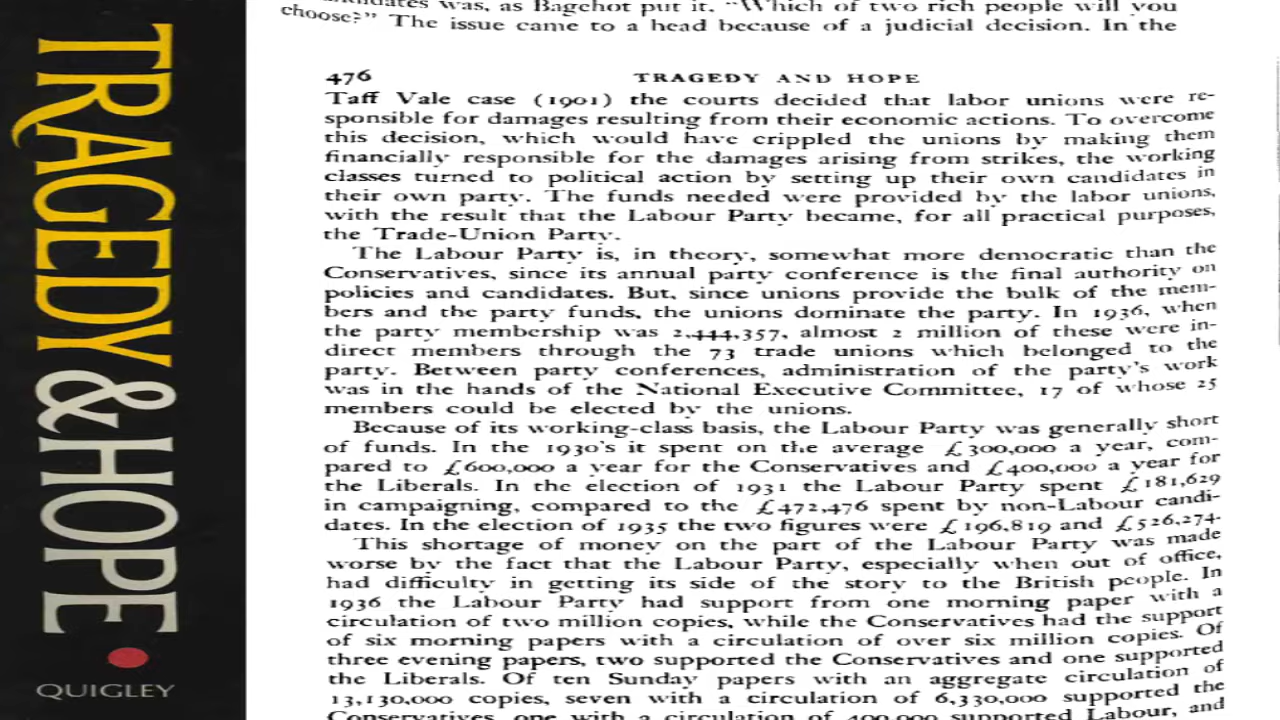 TRAGEDY & HOPE
QUIGLEY
was, as Bagehot put it, "Which of two rich people will you
choose?" The issue came to a head because of a judicial decision. In the
476 TRAGEDY AND HOPE
Taff Vale case (1901) the courts decided that labor unions were re-
sponsible for damages resulting from their economic actions. To overcome
this decision, which would have crippled the unions by making them
financially responsible for the damages arising from strikes, the working
classes turned to political action by setting up their own candidates in
their own party. The funds needed were provided by the labor unions,
with the result that the Labour Party became, for all practical purposes,
the Trade-Union Party.
The Labour Party is, in theory, somewhat more democratic than the
Conservatives, since its annual party conference is the final authority on
policies and candidates. But, since unions provide the bulk of the mem-
bers and the party funds, the unions dominate the party. In 1936, when
the party membership was 2,444,357, almost 2 million of these were in-
direct members through the 73 trade unions which belonged to the
party. Between party conferences, administration of the party's work
was in the hands of the National Executive Committee, 17 of whose 25
members could be elected by the unions.
Because of its working-class basis, the Labour Party was generally short
of funds. In the 1930's it spent on the average £300,000 a year, com-
pared to £600,000 a year for the Conservatives and £400,000 a year for
the Liberals. In the election of 1931 the Labour Party spent £181,629
in campaigning, compared to the £472,476 spent by non-Labour candi-
dates. In the election of 1935 the two figures were £196,819 and £526,274.
This shortage of money on the part of the Labour Party was made
worse by the fact that the Labour Party, especially when out of office,
had difficulty in getting its side of the story to the British people. In
1936 the Labour Party had support from one morning paper with a
circulation of two million copies, while the Conservatives had the support
of six morning papers with a circulation of over six million copies. Of
three evening papers, two supported the Conservatives and one supported
the Liberals. Of ten Sunday papers with an aggregate circulation of
13,130,000 copies, seven with a circulation of 6,330,000 supported the
Conservatives, one with a circulation of 400,000 supported Labour, and